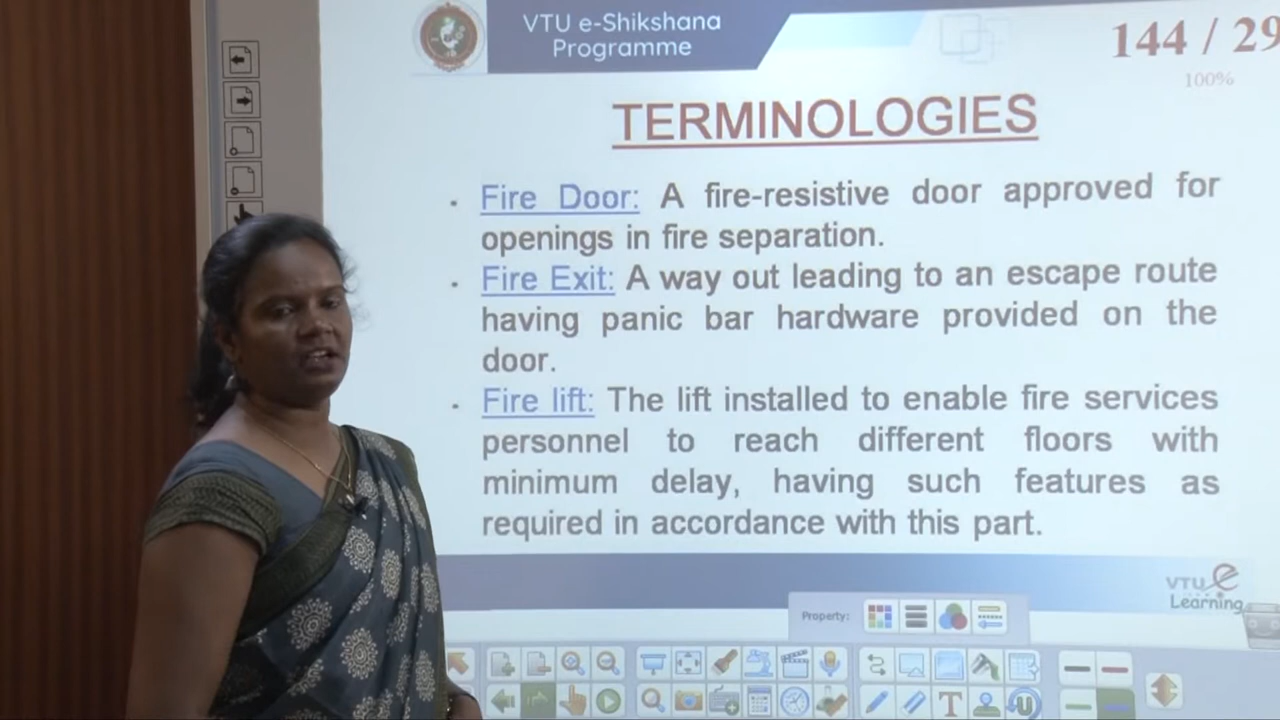 VTU e-Shikshana
Programme
144 / 29
100%
TERMINOLOGIES
. Fire Door: A fire-resistive door approved for
openings in fire separation.
. Fire Exit: A way out leading to an escape route
having panic bar hardware provided on the
door.
. Fire lift: The lift installed to enable fire services
personnel to reach different floors with
minimum delay, having such features as
required in accordance with this part.
VTU e
Learning
Property:
T